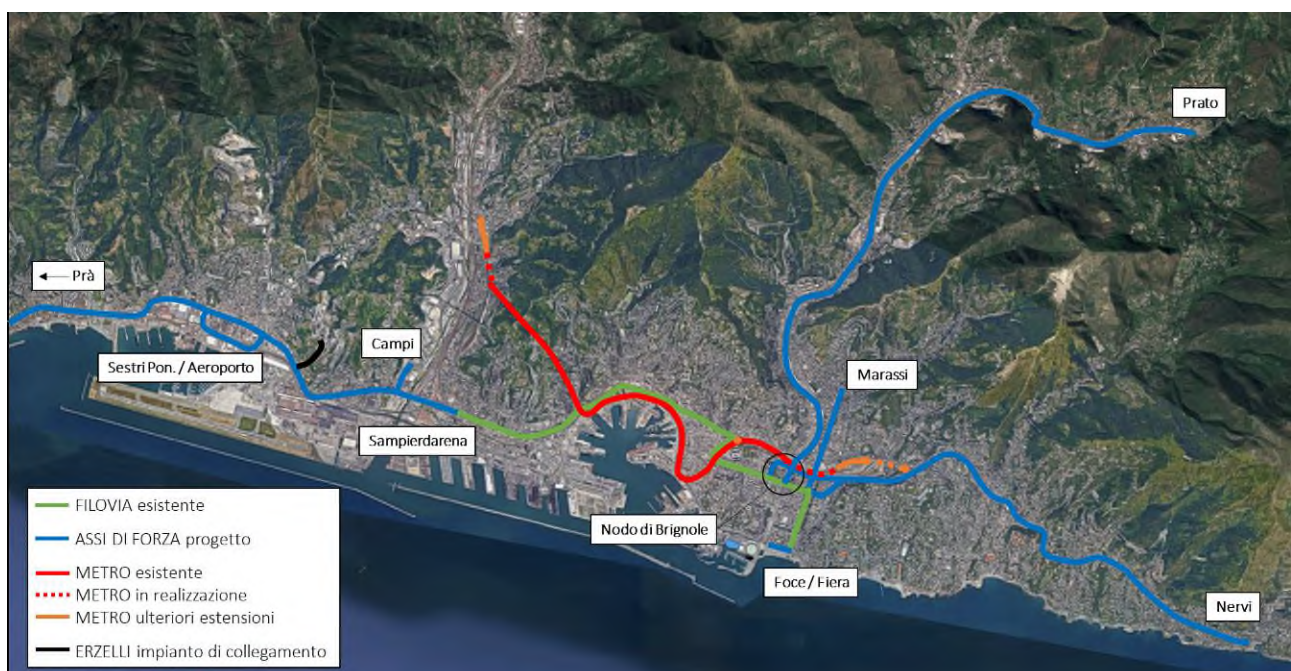 Prato
Prà
Campi
Marassi
Sestri Pon. / Aeroporto
Sampierdarena
Nodo di Brignole
Foce / Fiera
Nervi
FILOVIA esistente
ASSI DI FORZA progetto
METRO esistente
METRO in realizzazione
METRO ulteriori estensioni
ERZELLI impianto di collegamento